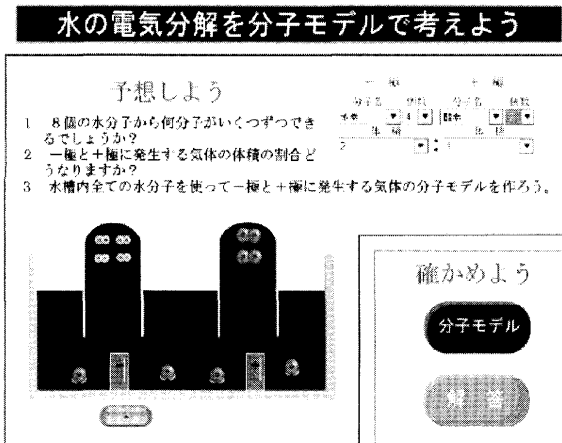 水の電気分解を分子モデルで考えよう
予想しよう
1 8個の水分子から何分子がいくつずつでき
るでしょうか?
2 ー極と+極に発生する気体の体積の割合ど
うなりますか?
3 水槽内全ての水分子を使ってー極と+極に発生する気体の分子モデルを作ろう。
ー 極 + 極
分子名 個数 分子名 個数
水素 4 酸素
体 積 体 積
2 : 1
確かめよう
分子モデル
解 答